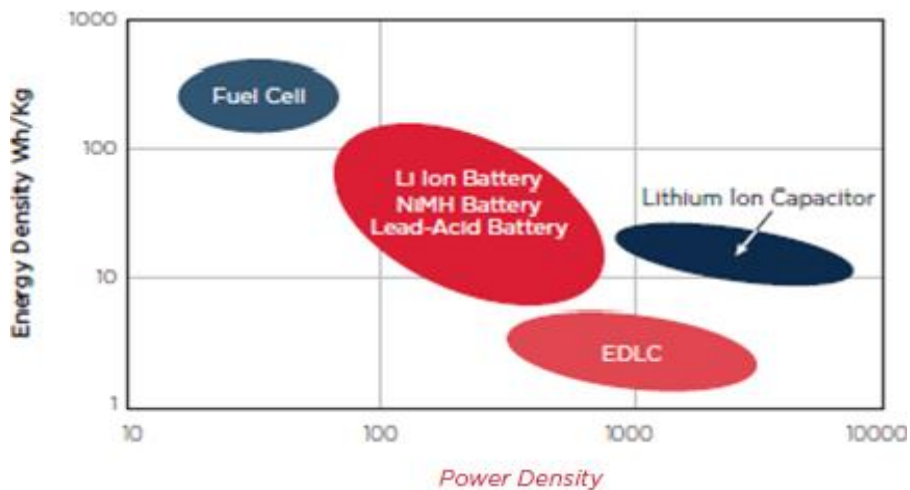 1000
Energy Density Wh/Kg
Fuel Cell
100
Li Ion Battery
NiMH Battery
Lead-Acid Battery
Lithium Ion Capacitor
10
EDLC
1
10 100 1000 10000
Power Density